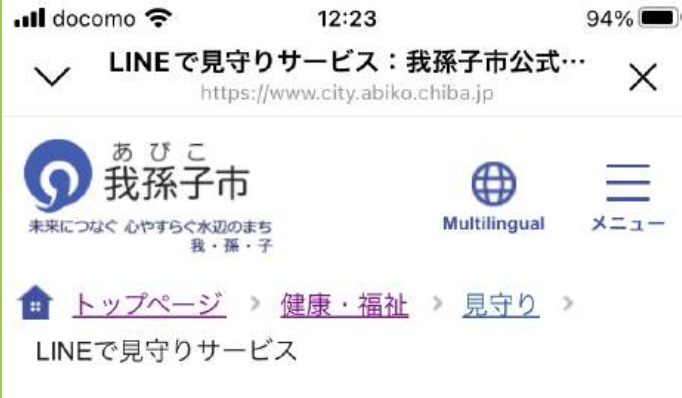 docomo 12:23 94%
LINEで見守りサービス：我孫子市公式…
https://www.city.abiko.chiba.jp
あびこ
我孫子市
未来につなぐ 心やすらぐ水辺のまち
我・孫・子
Multilingual メニュー
トップページ > 健康・福祉 > 見守り >
LINEで見守りサービス